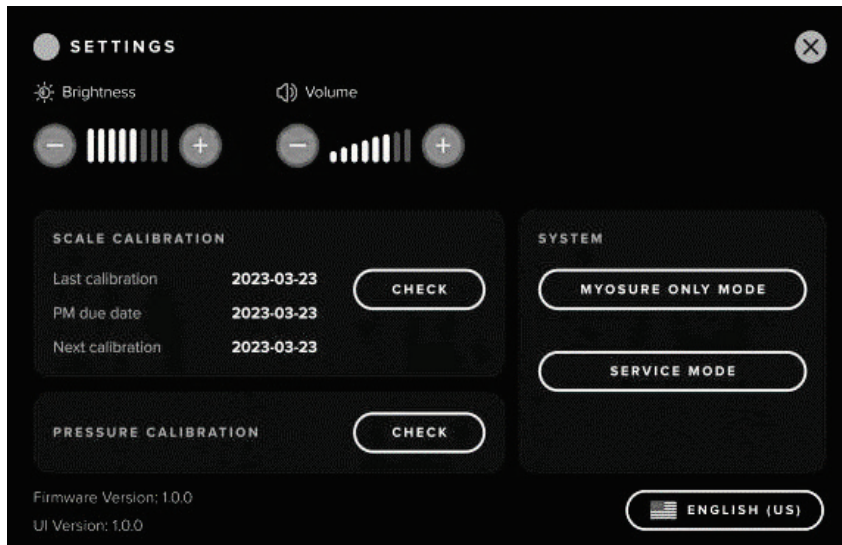 SETTINGS
Brightness
Volume
SCALE CALIBRATION
Last calibration 2023-03-23
CHECK
PM due date 2023-03-23
Next calibration 2023-03-23
SYSTEM
MYOSURE ONLY MODE
SERVICE MODE
PRESSURE CALIBRATION
CHECK
Firmware Version: 1.0.0
UI Version: 1.0.0
ENGLISH (US)